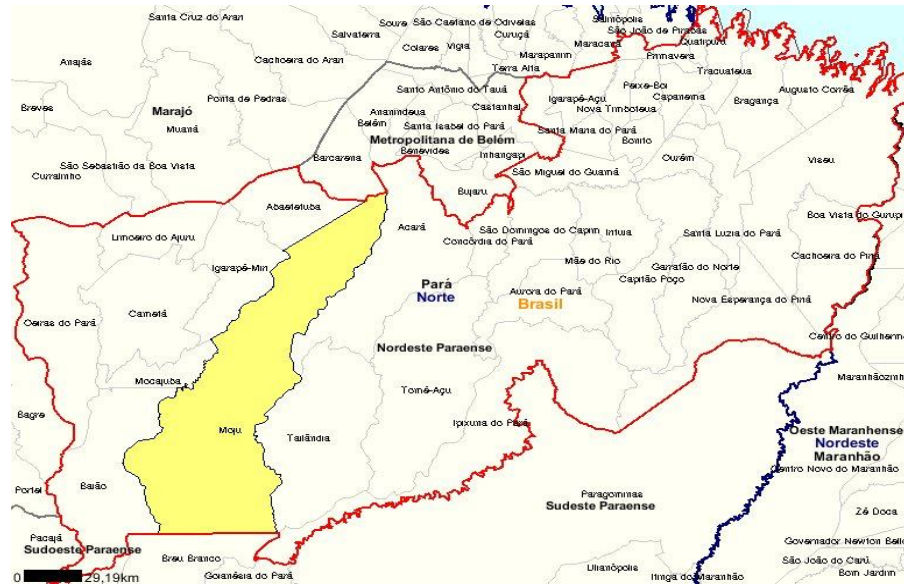 Santa Cruz do Arari
Soure
São Caetano de Odivelas
Salinópolis
Salvaterra
Curuçá
São João de Pirabas
Colares
Vigia
Maracanã
Quatipuru
Anajás
Cachoeira do Arari
Marapanim
Primavera
Terra Alta
Tracuateua
Santo Antônio do Tauá
Peixe-Boi
Augusto Corrêa
Breves
Ponta de Pedras
Castanhal
Igarapé-Açu
Capanema
Bragança
Marajó
Ananindeua
Nova Timboteua
Muaná
Belém
Santa Isabel do Pará
Santa Maria do Pará
Metropolitana de Belém
Bonito
Benevides
Inhangapi
Barcarena
Ourém
Viseu
São Sebastião da Boa Vista
São Miguel do Guamá
Curralinho
Bujaru
Abaetetuba
Boa Vista do Gurupi
Acará
São Domingos do Capim
Irituia
Santa Luzia do Pará
Limoeiro do Ajuru
Concórdia do Pará
Cachoeira do Piriá
Mãe do Rio
Garrafão do Norte
Igarapé-Miri
Capitão Poço
Pará
Norte
Aurora do Pará
Brasil
Nova Esperança do Piriá
Cametá
Oeiras do Pará
Centro do Guilherme
Nordeste Paraense
Maranhãozinho
Mocajuba
Tomé-Açu
Bagre
Ipixuna do Pará
Moju
Tailândia
Oeste Maranhense
Nordeste
Maranhão
Centro Novo do Maranhão
Baião
Portel
Paragominas
Sudeste Paraense
Zé Doca
Pacajá
Sudoeste Paraense
Governador Newton Bello
Breu Branco
São João do Carú
Ulianópolis
Bom Jardim
Goianésia do Pará
Itinga do Maranhão
0 29,19km